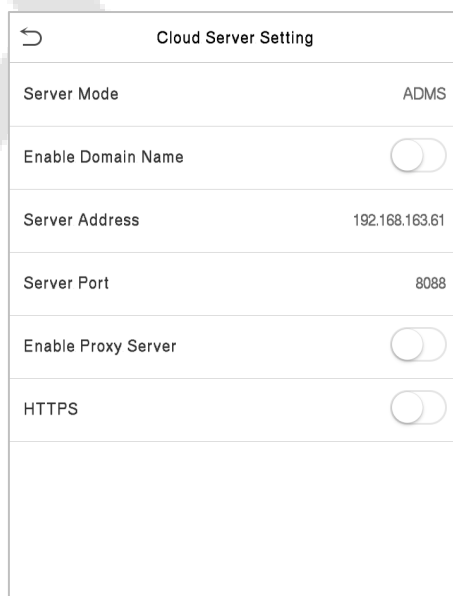 Cloud Server Setting
Server Mode ADMS
Enable Domain Name
Server Address 192.168.163.61
Server Port 8088
Enable Proxy Server
HTTPS